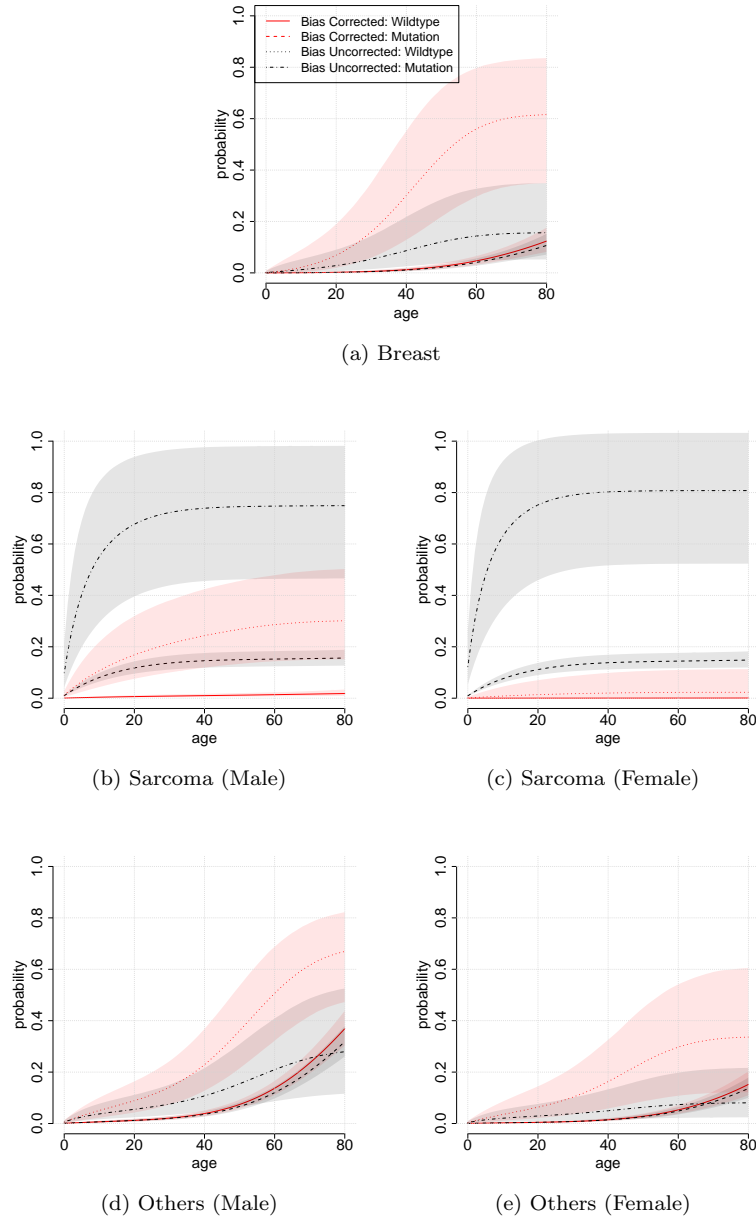 Bias Corrected: Wildtype
Bias Corrected: Mutation
Bias Uncorrected: Wildtype
Bias Uncorrected: Mutation
probability
0.0 0.2 0.4 0.6 0.8 1.0
0 20 40 60 80
age
(a) Breast
probability
0.0 0.2 0.4 0.6 0.8 1.0
0 20 40 60 80
age
(b) Sarcoma (Male)
probability
0.0 0.2 0.4 0.6 0.8 1.0
0 20 40 60 80
age
(c) Sarcoma (Female)
probability
0.0 0.2 0.4 0.6 0.8 1.0
0 20 40 60 80
age
(d) Others (Male)
probability
0.0 0.2 0.4 0.6 0.8 1.0
0 20 40 60 80
age
(e) Others (Female)